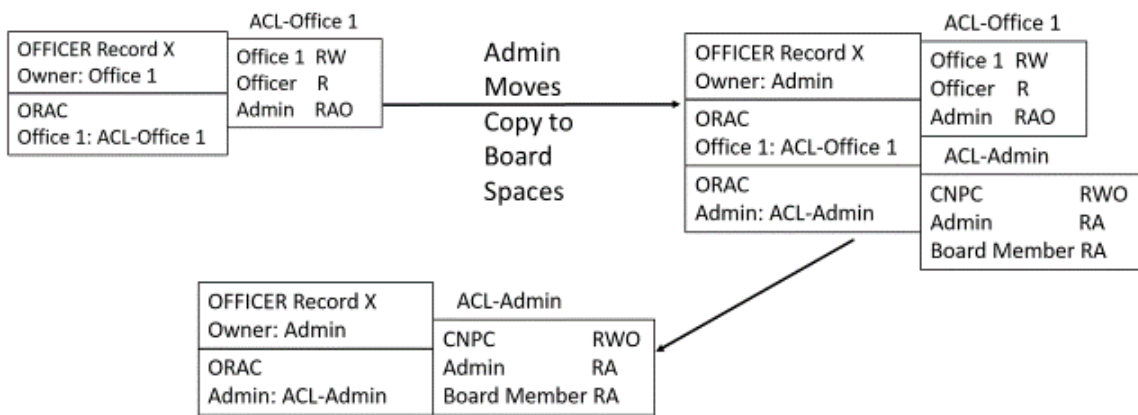 ACL-Office 1
OFFICER Record X
Owner: Office 1
ORAC
Office 1: ACL-Office 1
Office 1 RW
Officer R
Admin RAO
Admin
Moves
Copy to
Board
Spaces
ACL-Office 1
OFFICER Record X
Owner: Admin
ORAC
Office 1: ACL-Office 1
ORAC
Admin: ACL-Admin
Office 1 RW
Officer R
Admin RAO
ACL-Admin
CNPC RWO
Admin RA
Board Member RA
OFFICER Record X
Owner: Admin
ORAC
Admin: ACL-Admin
ACL-Admin
CNPC RWO
Admin RA
Board Member RA